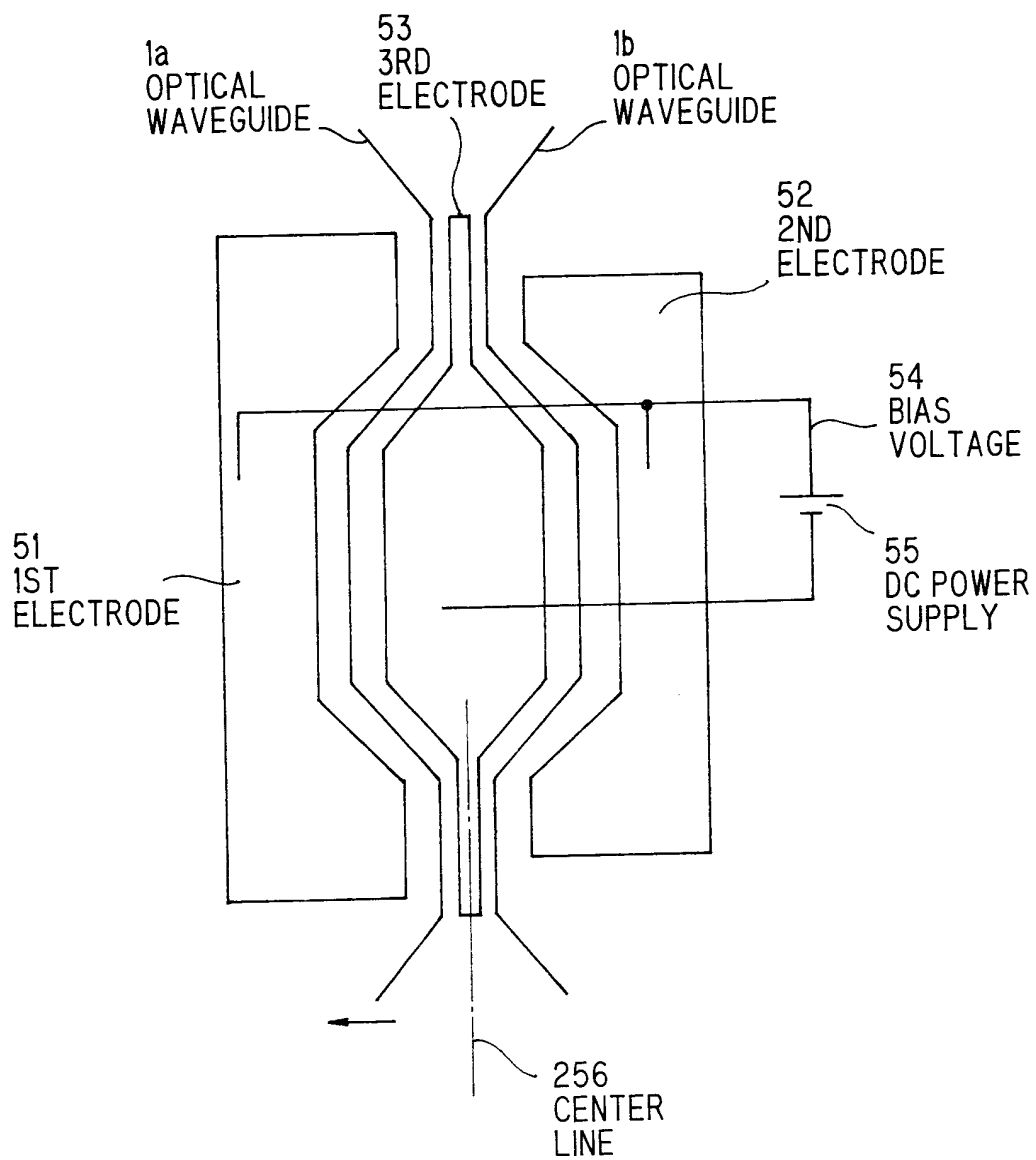 1a
OPTICAL
WAVEGUIDE
53
3RD
ELECTRODE
1b
OPTICAL
WAVEGUIDE
52
2ND
ELECTRODE
54
BIAS
VOLTAGE
51
1ST
ELECTRODE
55
DC POWER
SUPPLY
256
CENTER
LINE